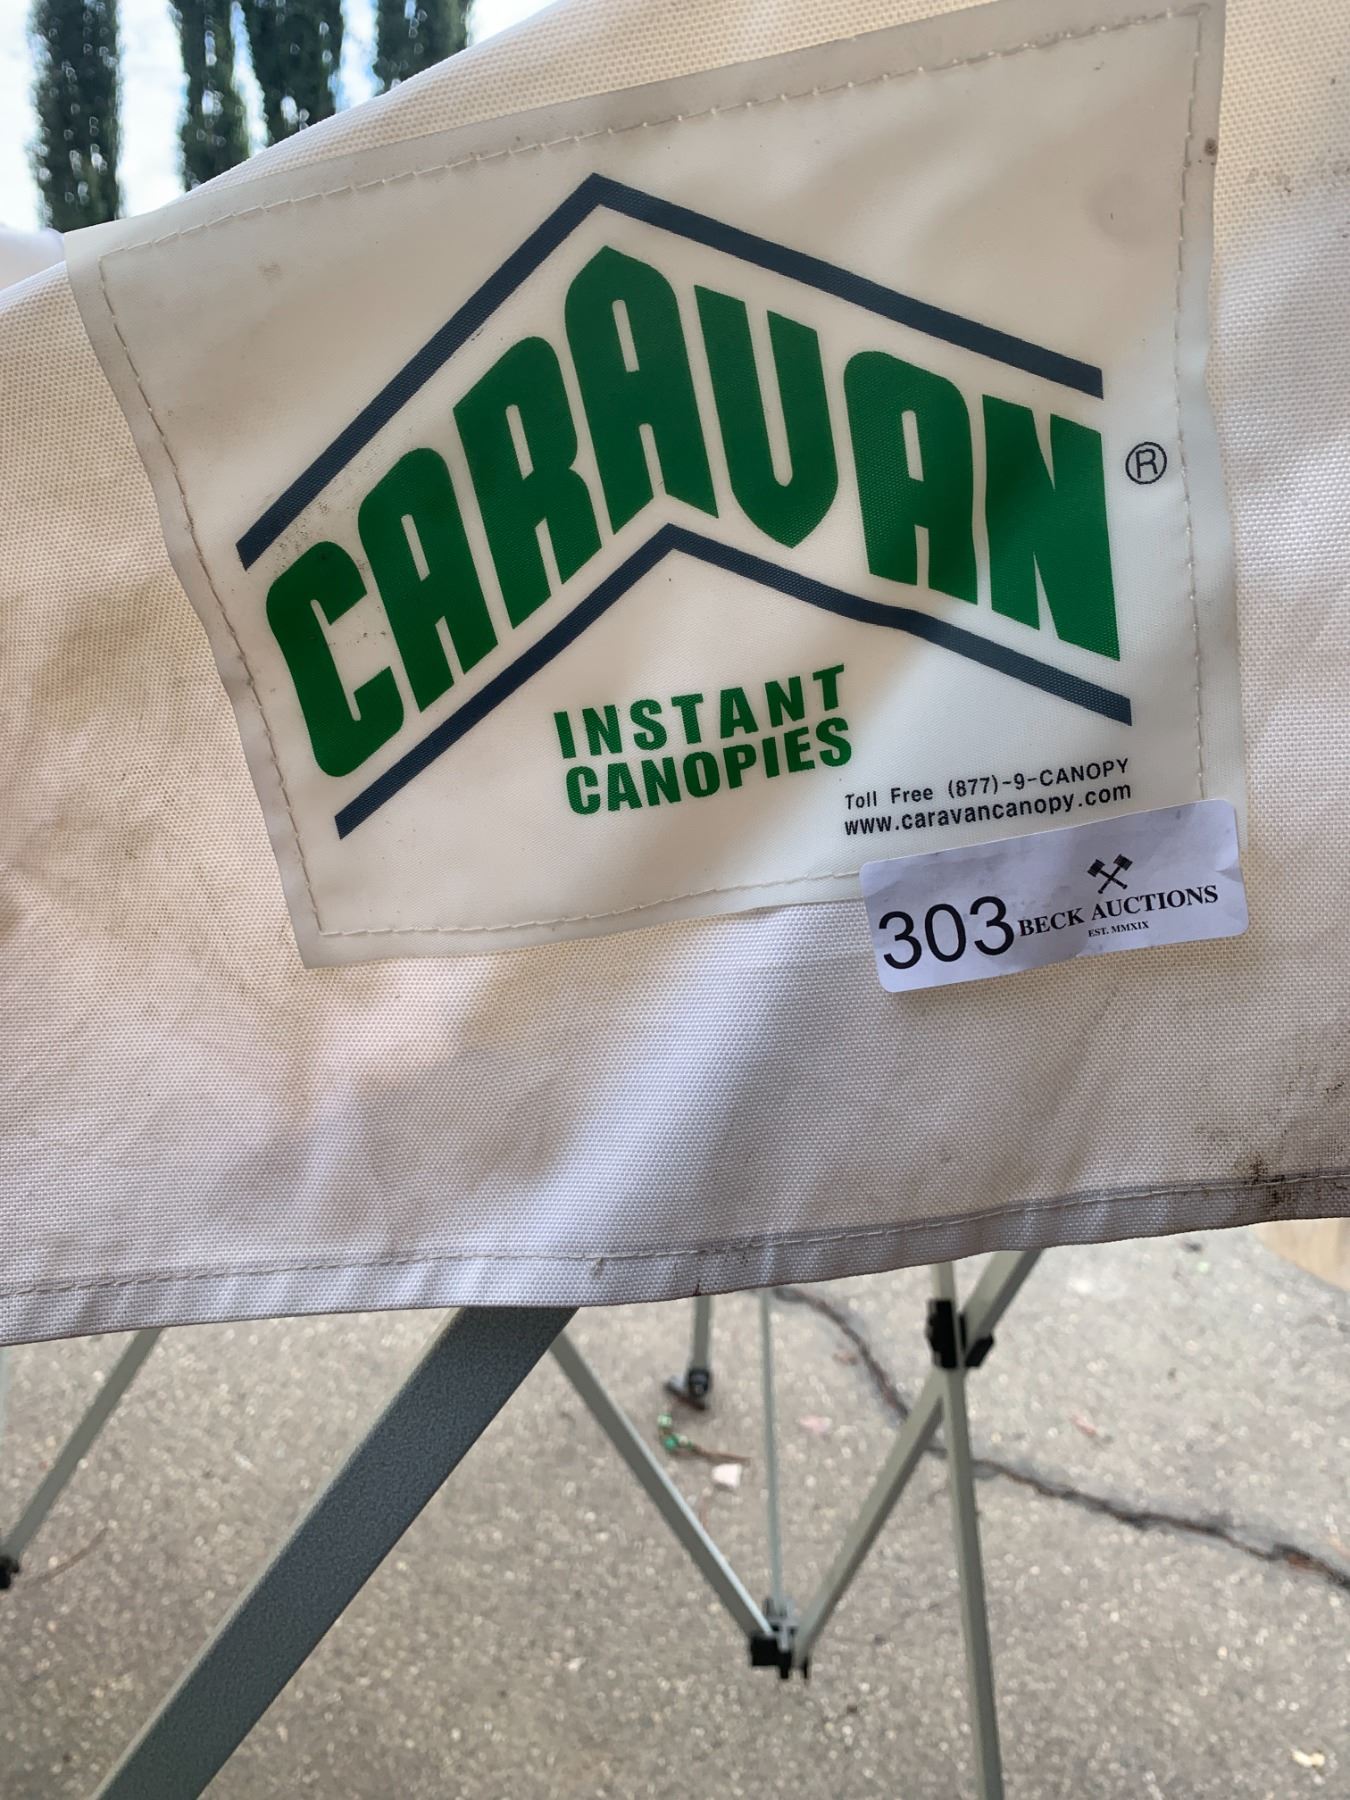 CARAVAN ®
INSTANT
CANOPIES
Toll Free (877)-9-CANOPY
www.caravancanopy.com
303 BECK AUCTIONS
EST. MMXIX